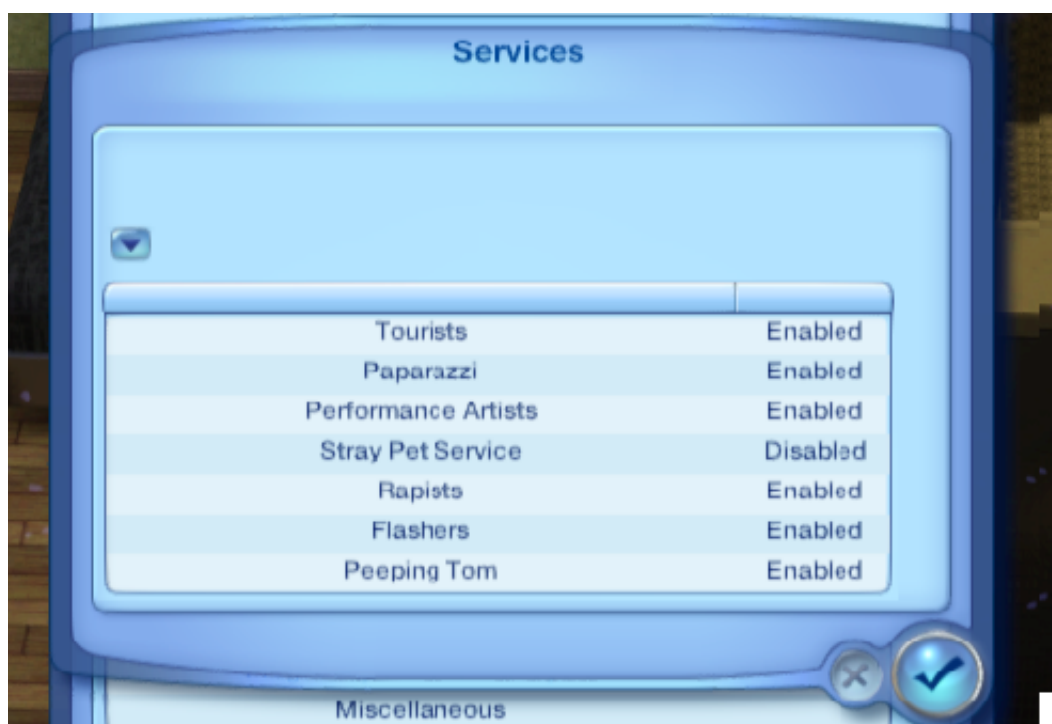 Services
Tourists Enabled
Paparazzi Enabled
Performance Artists Enabled
Stray Pet Service Disabled
Rapists Enabled
Flashers Enabled
Peeping Tom Enabled
Miscellaneous